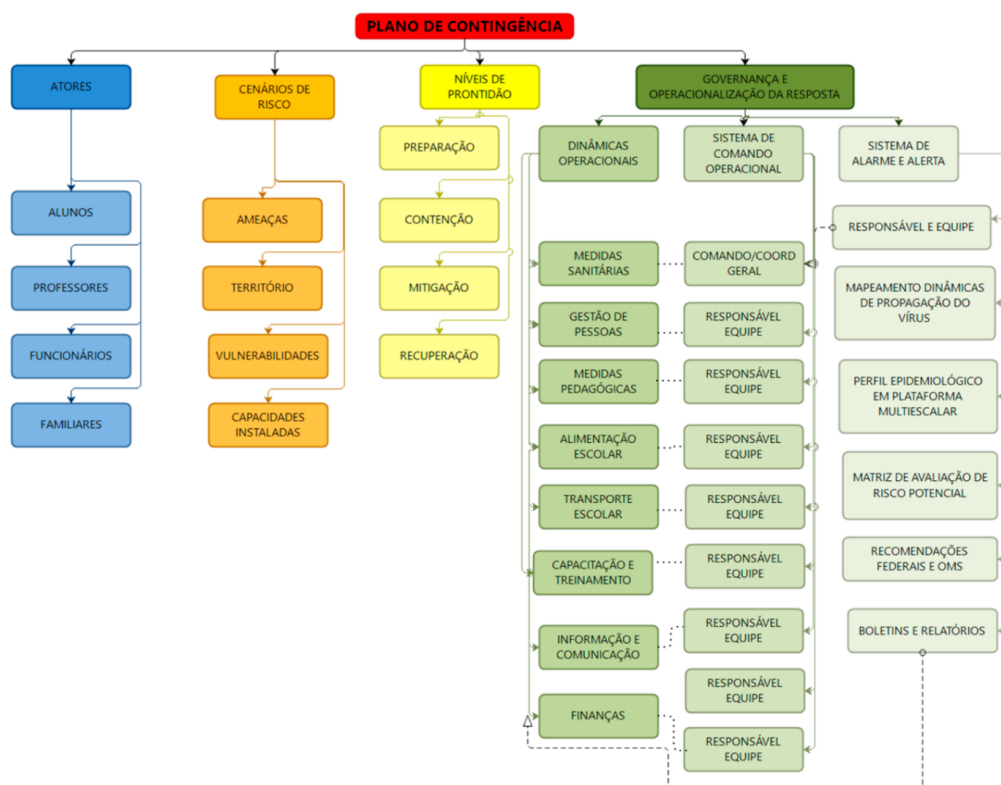 PLANO DE CONTINGÊNCIA
ATORES
CENÁRIOS DE
RISCO
NÍVEIS DE
PRONTIDÃO
GOVERNANÇA E
OPERACIONALIZAÇÃO DA RESPOSTA
ALUNOS
PROFESSORES
FUNCIONÁRIOS
FAMILIARES
AMEAÇAS
TERRITÓRIO
VULNERABILIDADES
CAPACIDADES
INSTALADAS
PREPARAÇÃO
CONTENÇÃO
MITIGAÇÃO
RECUPERAÇÃO
DINÂMICAS
OPERACIONAIS
MEDIDAS
SANITÁRIAS
GESTÃO DE
PESSOAS
MEDIDAS
PEDAGÓGICAS
ALIMENTAÇÃO
ESCOLAR
TRANSPORTE
ESCOLAR
CAPACITAÇÃO E
TREINAMENTO
INFORMAÇÃO E
COMUNICAÇÃO
FINANÇAS
SISTEMA DE
COMANDO
OPERACIONAL
COMANDO/COORD
GERAL
RESPONSÁVEL
EQUIPE
RESPONSÁVEL
EQUIPE
RESPONSÁVEL
EQUIPE
RESPONSÁVEL
EQUIPE
RESPONSÁVEL
EQUIPE
RESPONSÁVEL
EQUIPE
RESPONSÁVEL
EQUIPE
RESPONSÁVEL
EQUIPE
SISTEMA DE
ALARME E ALERTA
RESPONSÁVEL E EQUIPE
MAPEAMENTO DINÂMICAS
DE PROPAGAÇÃO DO
VÍRUS
PERFIL EPIDEMIOLÓGICO
EM PLATAFORMA
MULTIESCALAR
MATRIZ DE AVALIAÇÃO DE
RISCO POTENCIAL
RECOMENDAÇÕES
FEDERAIS E OMS
BOLETINS E RELATÓRIOS